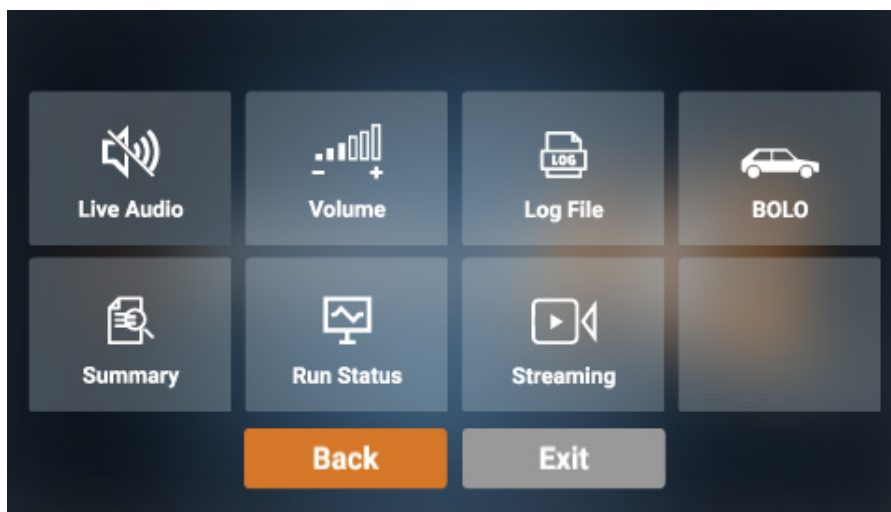 LOG
Live Audio
Volume
Log File
BOLO
Summary
Run Status
Streaming
Back
Exit